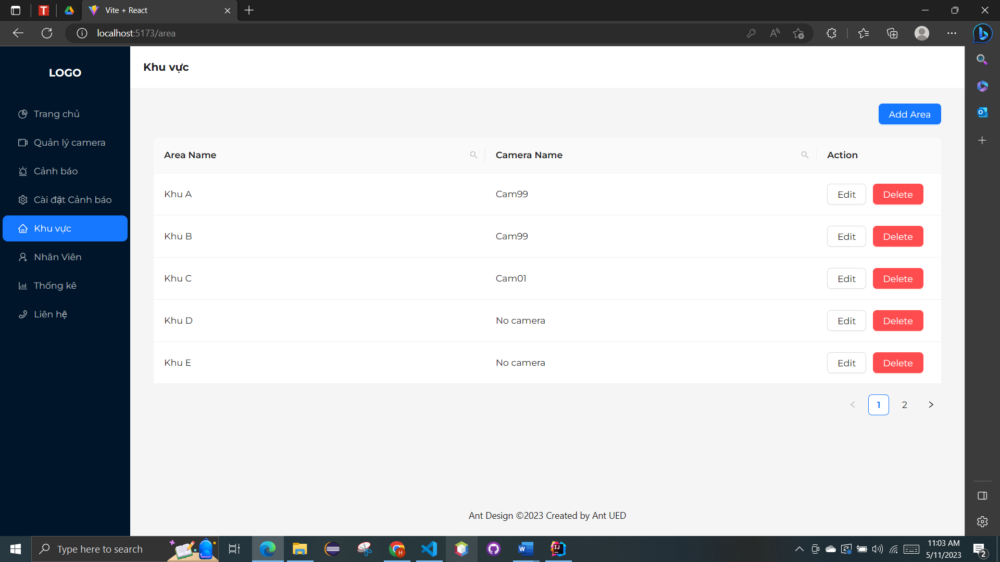 Vite + React
localhost:5173/area
LOGO
Trang chủ
Quản lý camera
Cảnh báo
Cài đặt Cảnh báo
Khu vực
Nhân Viên
Thống kê
Liên hệ
Khu vực
Add Area
Area Name Camera Name Action
Khu A Cam99 Edit Delete
Khu B Cam99 Edit Delete
Khu C Cam01 Edit Delete
Khu D No camera Edit Delete
Khu E No camera Edit Delete
1 2
Ant Design ©2023 Created by Ant UED
Type here to search
11:03 AM
5/11/2023
2